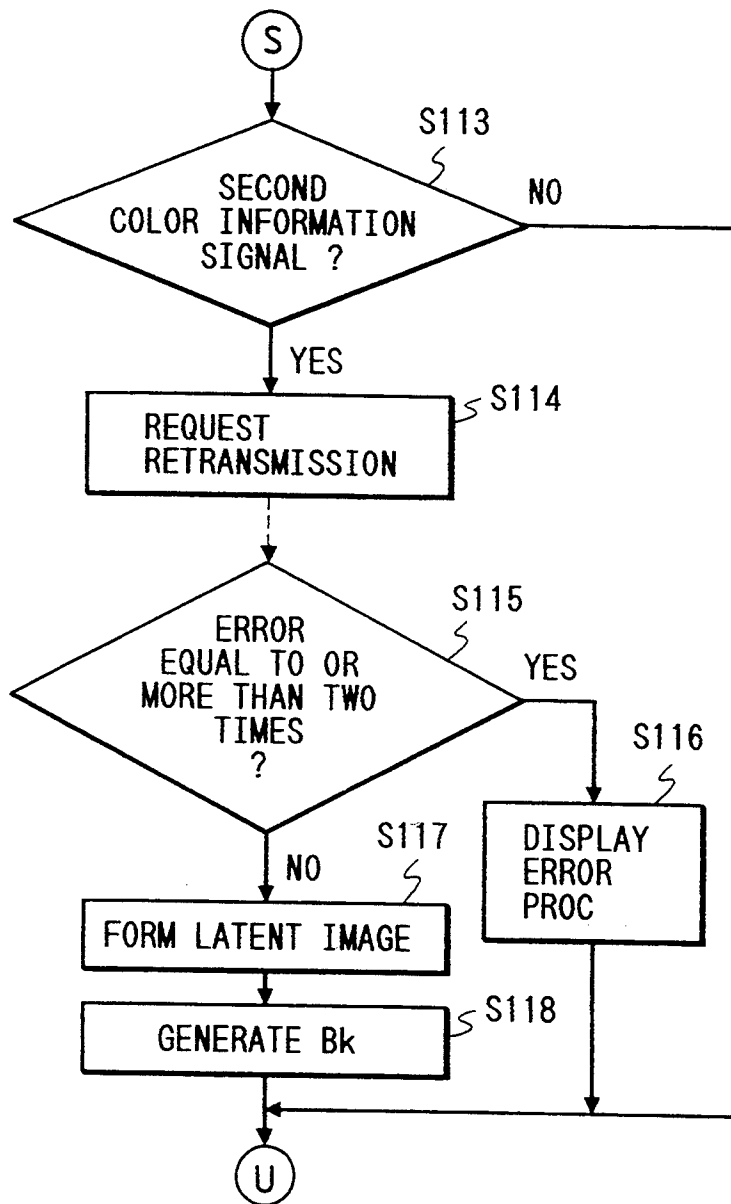 S
S113
SECOND
COLOR INFORMATION
SIGNAL ?
NO
YES
S114
REQUEST
RETRANSMISSION
S115
ERROR
EQUAL TO OR
MORE THAN TWO
TIMES
?
YES
S116
DISPLAY
ERROR
PROC
NO
S117
FORM LATENT IMAGE
S118
GENERATE Bk
U